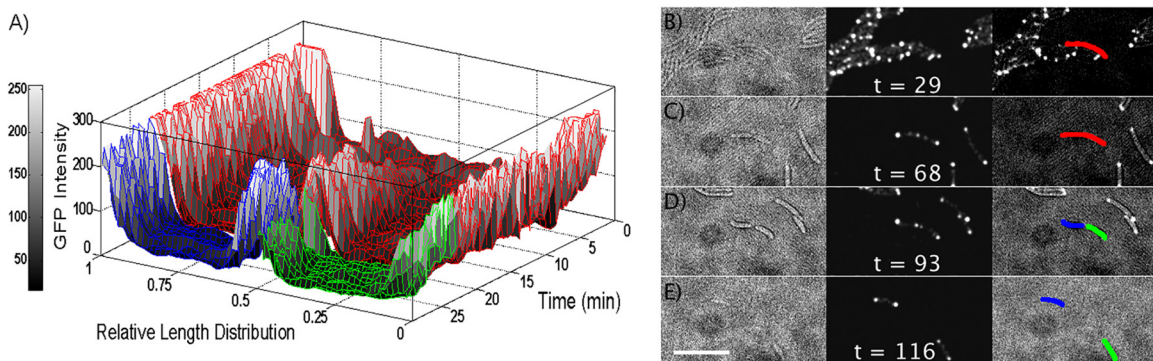 A)
250
200
150
100
50
300
200
100
0
GFP Intensity
1
0.75
0.5
0.25
0
Relative Length Distribution
0
5
10
15
20
25
Time (min)
B)
t = 29
C)
t = 68
D)
t = 93
E)
t = 116